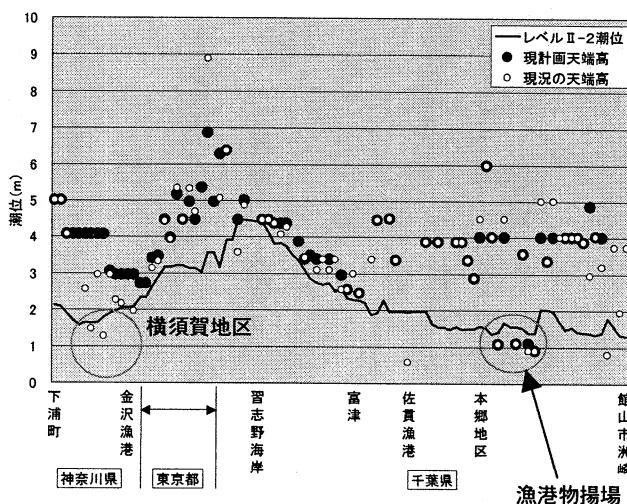 10
9
8
7
6
5
4
3
2
1
0
潮位(m)
レベルⅡ-2潮位
現計画天端高
現況の天端高
横須賀地区
下浦町
金沢漁港
習志野海岸
富津
佐貫漁港
本郷地区
館山市洲崎
神奈川県
東京都
千葉県
漁港物揚場